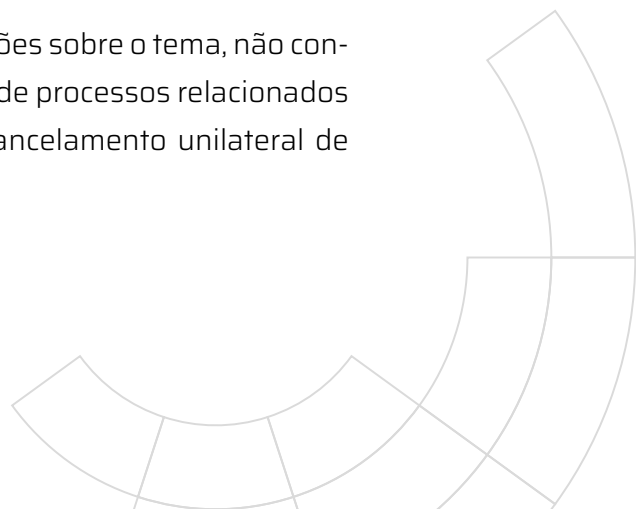 ões sobre o tema, não con-
de processos relacionados
ancelamento unilateral de